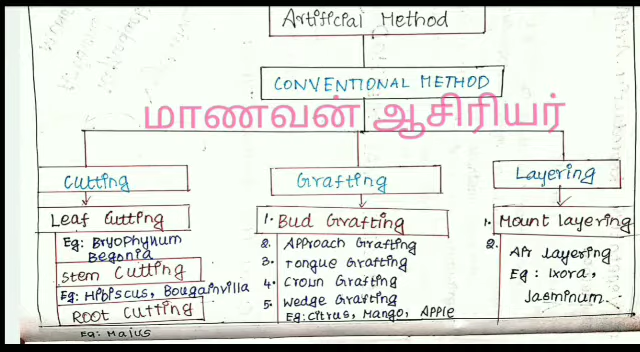 Artificial Method
CONVENTIONAL METHOD
மாணவன் ஆசிரியர்
Cutting
Leaf Cutting
Eg: Bryophynum
Begonia
Stem Cutting
Eg: Hibiscus, Bougainvilla
Root Cutting
Eg: Malus
Grafting
1. Bud Grafting
2. Approach Grafting
3. Tongue Grafting
4. Crown Grafting
5. Wedge Grafting
Eg: Citrus, Mango, Apple
Layering
1. Mount layering
2. Air layering
Eg: Ixora,
Jasminum